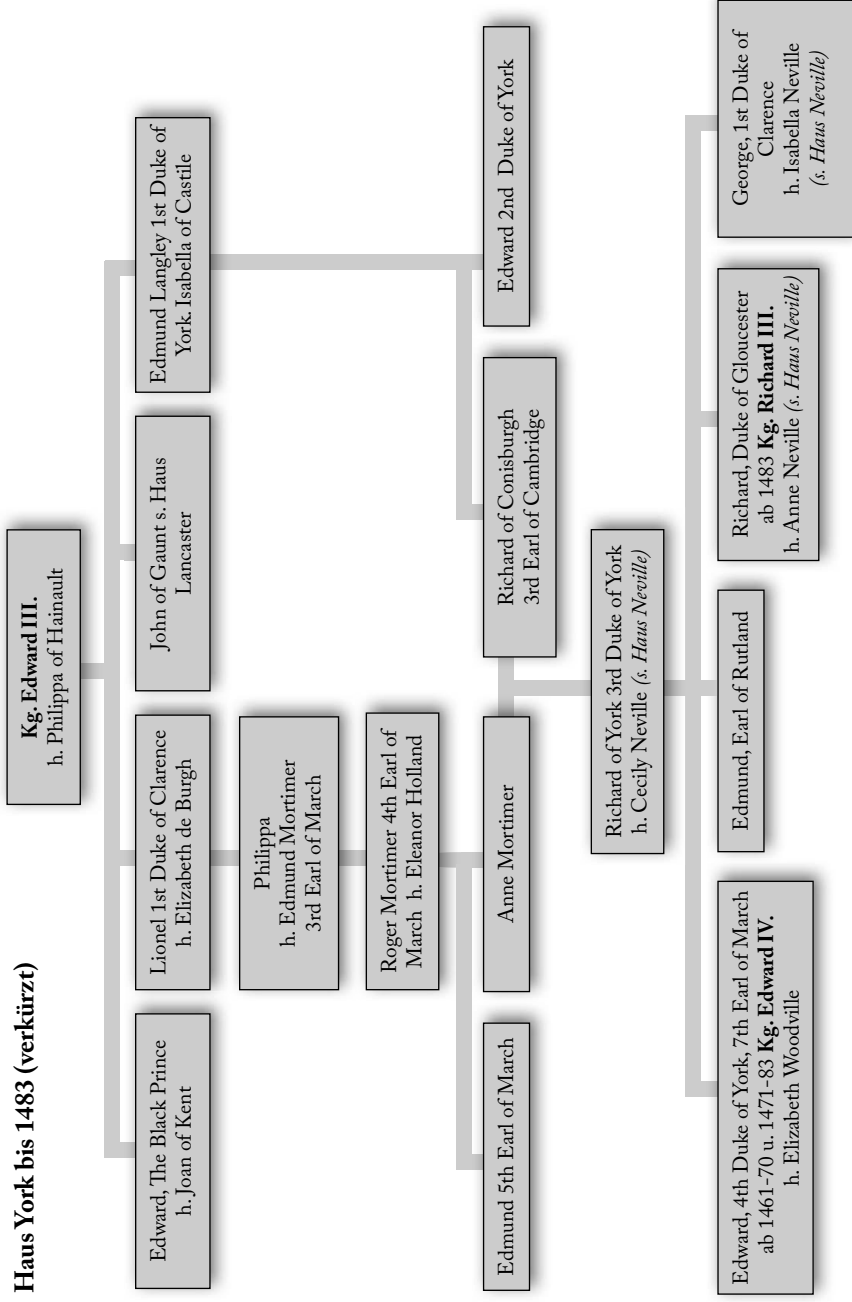 Haus York bis 1483 (verkürzt)
Kg. Edward III.
h. Philippa of Hainault
Edward, The Black Prince
h. Joan of Kent
Lionel 1st Duke of Clarence
h. Elizabeth de Burgh
John of Gaunt s. Haus
Lancaster
Edmund Langley 1st Duke of
York. Isabella of Castile
Philippa
h. Edmund Mortimer
3rd Earl of March
Roger Mortimer 4th Earl of
March h. Eleanor Holland
Edmund 5th Earl of March
Anne Mortimer
Richard of Conisburgh
3rd Earl of Cambridge
Edward 2nd Duke of York
Richard of York 3rd Duke of York
h. Cecily Neville (s. Haus Neville)
Edward, 4th Duke of York, 7th Earl of March
ab 1461-70 u. 1471-83 Kg. Edward IV.
h. Elizabeth Woodville
Edmund, Earl of Rutland
Richard, Duke of Gloucester
ab 1483 Kg. Richard III.
h. Anne Neville (s. Haus Neville)
George, 1st Duke of
Clarence
h. Isabella Neville
(s. Haus Neville)